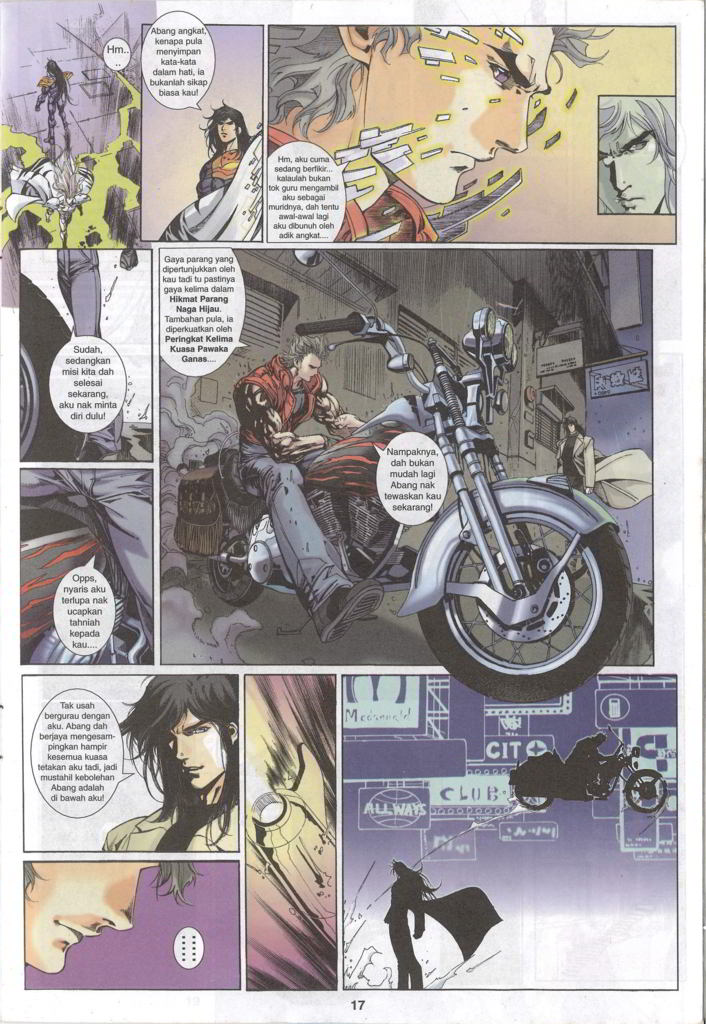 Hm..
..
Abang angkat,
kenapa pula
menyimpan
kata-kata
dalam hati, ia
bukanlah sikap
biasa kau!
Hm, aku cuma
sedang
berfikir...
kalaulah bukan
tok guru mengambil
aku sebagai
muridnya, dah tentu
awal-awal lagi
aku dibunuh oleh
adik angkat....
Sudah,
sedangkan
misi kita dah
selesai
sekarang,
aku nak minta
diri dulu!
Gaya parang yang
dipertunjukkan oleh
kau tadi tu pastinya
gaya kelima dalam
Hikmat Parang
Naga Hijau.
Tambahan pula, ia
diperkuatkan oleh
Peringkat Kelima
Kuasa Pawaka
Ganas....
Nampaknya,
dah bukan
mudah lagi
Abang nak
tewaskan kau
sekarang!
Opps,
nyaris aku
terlupa nak
ucapkan
tahniah
kepada
kau....
Tak usah
bergurau dengan
aku. Abang dah
berjaya mengesam-
pingkan hampir
kesemua kuasa
tetakan aku tadi, jadi
mustahil kebolehan
Abang adalah
di bawah aku!
Mcdonald
CITO
CLUB
ALLWAYS
17